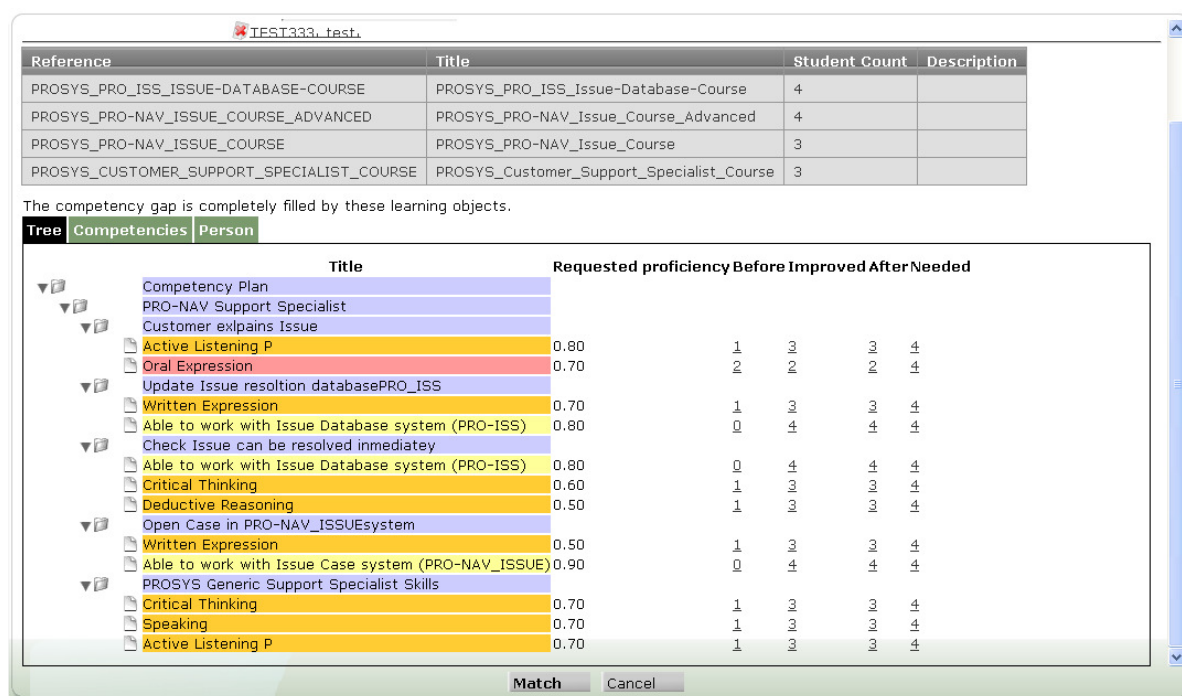 TEST333, test,
Reference Title Student Count Description
PROSYS_PRO_ISS_ISSUE-DATABASE-COURSE PROSYS_PRO_ISS_Issue-Database-Course 4
PROSYS_PRO-NAV_ISSUE_COURSE_ADVANCED PROSYS_PRO-NAV_Issue_Course_Advanced 4
PROSYS_PRO-NAV_ISSUE_COURSE PROSYS_PRO-NAV_Issue_Course 3
PROSYS_CUSTOMER_SUPPORT_SPECIALIST_COURSE PROSYS_Customer_Support_Specialist_Course 3
The competency gap is completely filled by these learning objects.
Tree Competencies Person
Title Requested proficiency Before Improved After Needed
Competency Plan
PRO-NAV Support Specialist
Customer exlpains Issue
Active Listening P 0.80 1 3 3 4
Oral Expression 0.70 2 2 2 4
Update Issue resoltion databasePRO_ISS
Written Expression 0.70 1 3 3 4
Able to work with Issue Database system (PRO-ISS) 0.80 0 4 4 4
Check Issue can be resolved inmediatey
Able to work with Issue Database system (PRO-ISS) 0.80 0 4 4 4
Critical Thinking 0.60 1 3 3 4
Deductive Reasoning 0.50 1 3 3 4
Open Case in PRO-NAV_ISSUEsystem
Written Expression 0.50 1 3 3 4
Able to work with Issue Case system (PRO-NAV_ISSUE) 0.90 0 4 4 4
PROSYS Generic Support Specialist Skills
Critical Thinking 0.70 1 3 3 4
Speaking 0.70 1 3 3 4
Active Listening P 0.70 1 3 3 4
Match Cancel